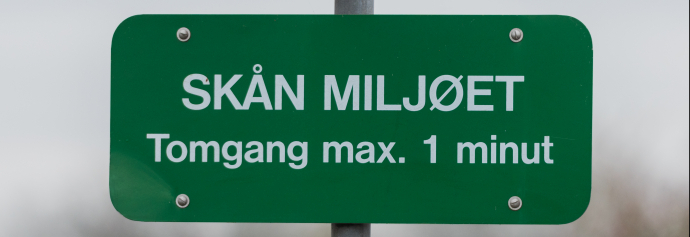 SKÅN MILJØET
Tomgang max. 1 minut